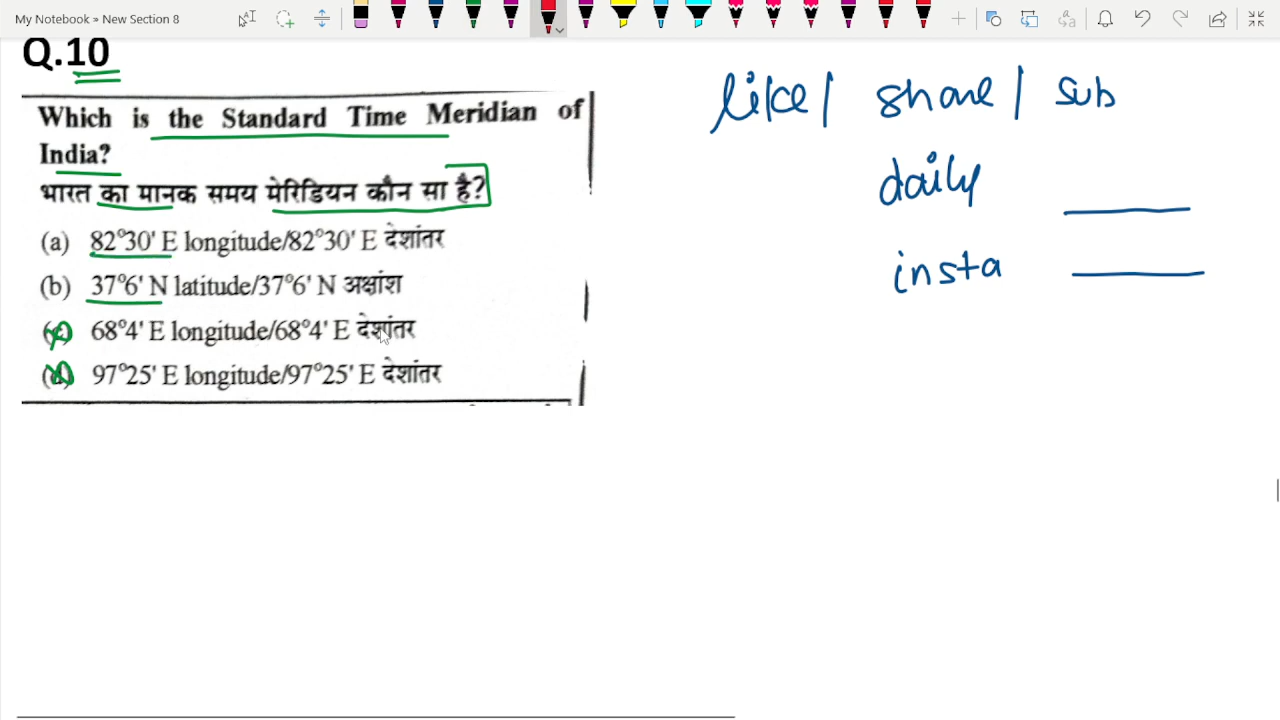 My Notebook » New Section 8
Q.10
Which is the Standard Time Meridian of
India?
भारत का मानक समय मेरिडियन कौन सा है?
(a) 82°30' E longitude/82°30' E देशांतर
(b) 37°6' N latitude/37°6' N अक्षांश
(c) 68°4' E longitude/68°4' E देशांतर
(d) 97°25' E longitude/97°25' E देशांतर
like / share / sub
daily
insta